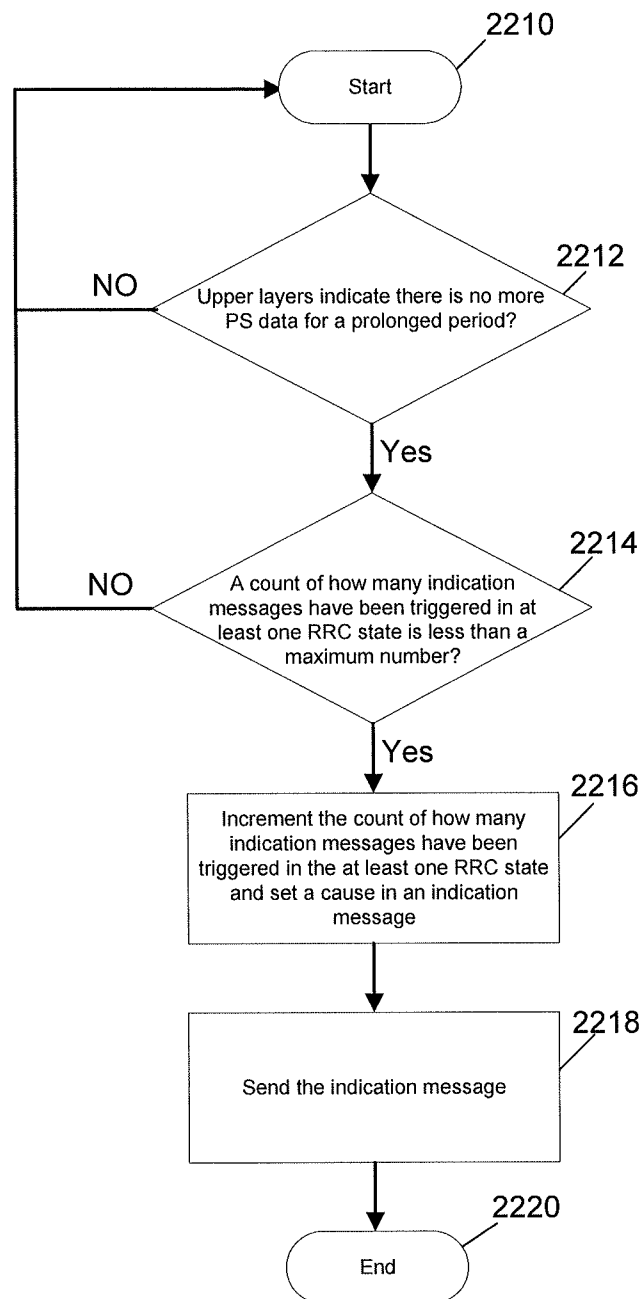 2210
Start
2212
NO
Upper layers indicate there is no more
PS data for a prolonged period?
Yes
2214
NO
A count of how many indication
messages have been triggered in at
least one RRC state is less than a
maximum number?
Yes
2216
Increment the count of how many
indication messages have been
triggered in the at least one RRC state
and set a cause in an indication
message
2218
Send the indication message
2220
End